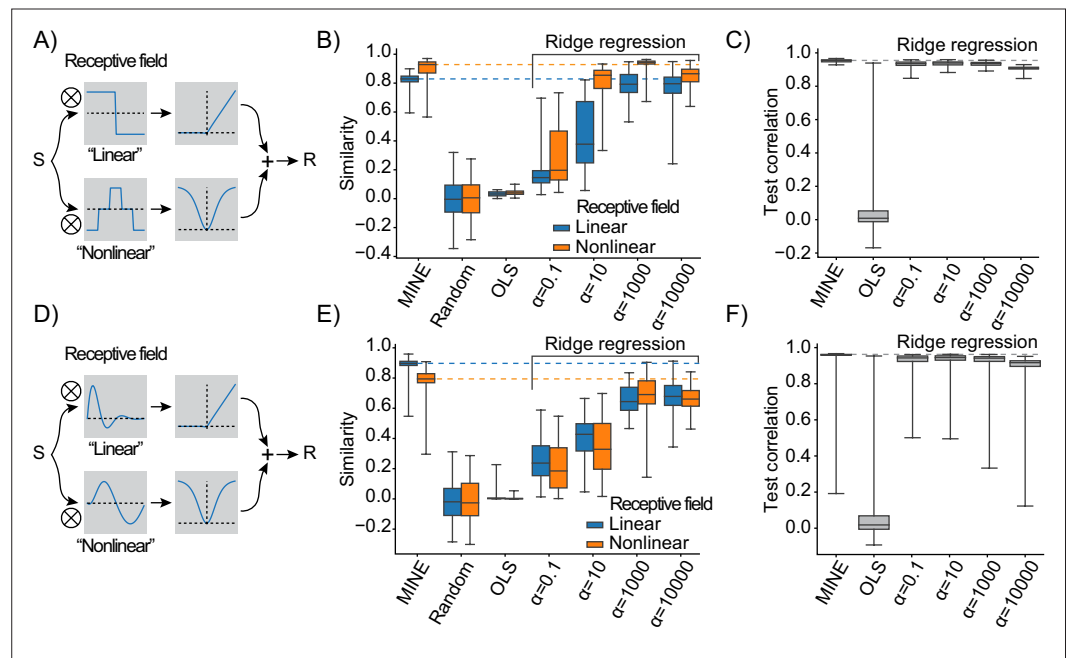 A)
Receptive field
"Linear"
S
+
R
"Nonlinear"
B)
Ridge regression
1.0
0.8
0.6
0.4
0.2
0.0
−0.2
−0.4
Similarity
Receptive field
Linear
Nonlinear
MINE
Random
OLS
α=0.1
α=10
α=1000
α=10000
C)
Ridge regression
1.0
0.8
0.6
0.4
0.2
0.0
−0.2
Test correlation
MINE
OLS
α=0.1
α=10
α=1000
α=10000
D)
Receptive field
"Linear"
S
+
R
"Nonlinear"
E)
Ridge regression
1.0
0.8
0.6
0.4
0.2
0.0
−0.2
Similarity
Receptive field
Linear
Nonlinear
MINE
Random
OLS
α=0.1
α=10
α=1000
α=10000
F)
Ridge regression
1.0
0.8
0.6
0.4
0.2
0.0
Test correlation
MINE
OLS
α=0.1
α=10
α=1000
α=10000